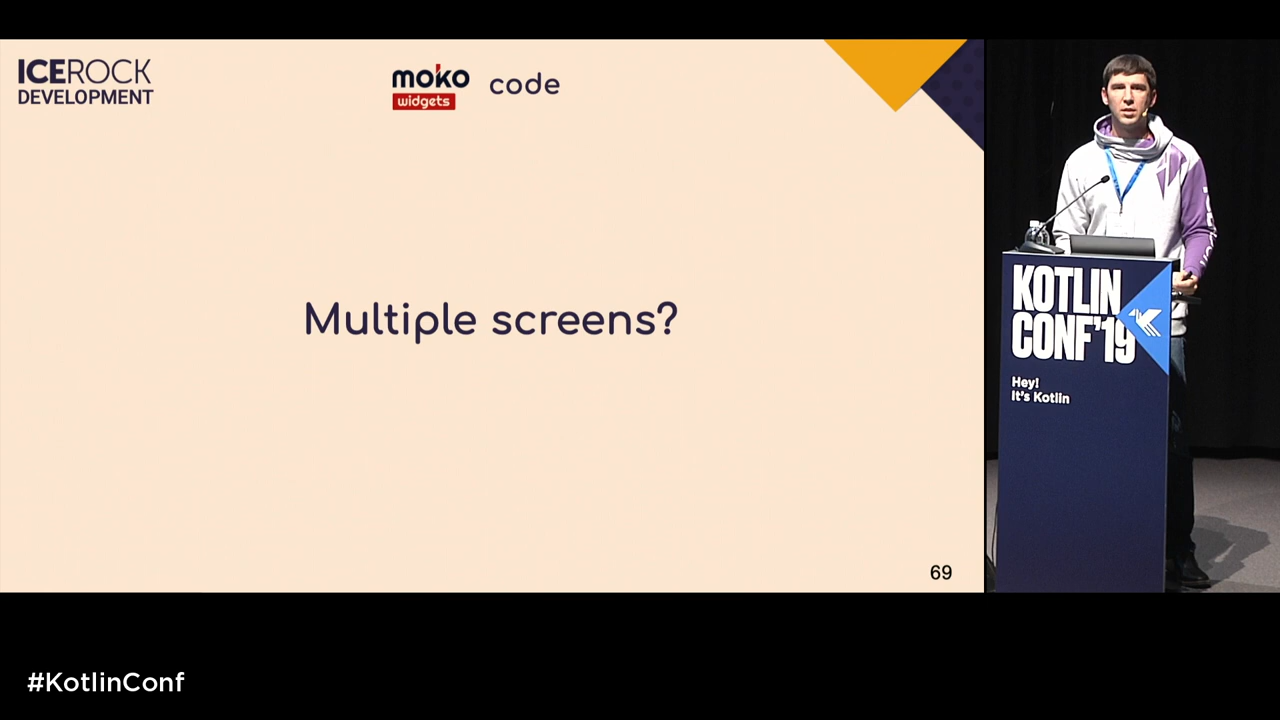 ICEROCK
DEVELOPMENT
moko
widgets
code
Multiple screens?
69
KOTLIN
CONF'19
Hey!
It's Kotlin
#KotlinConf